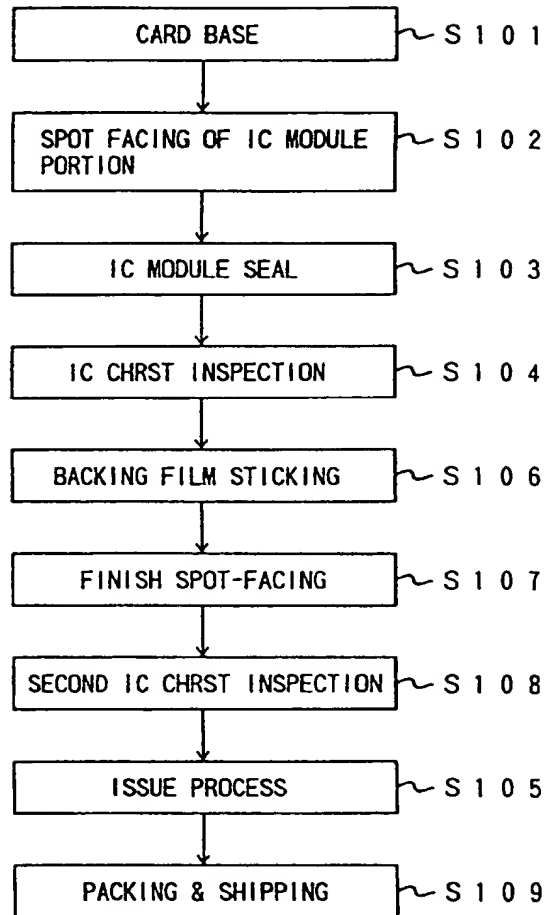 CARD BASE S101
SPOT FACING OF IC MODULE
PORTION S102
IC MODULE SEAL S103
IC CHRST INSPECTION S104
BACKING FILM STICKING S106
FINISH SPOT-FACING S107
SECOND IC CHRST INSPECTION S108
ISSUE PROCESS S105
PACKING & SHIPPING S109